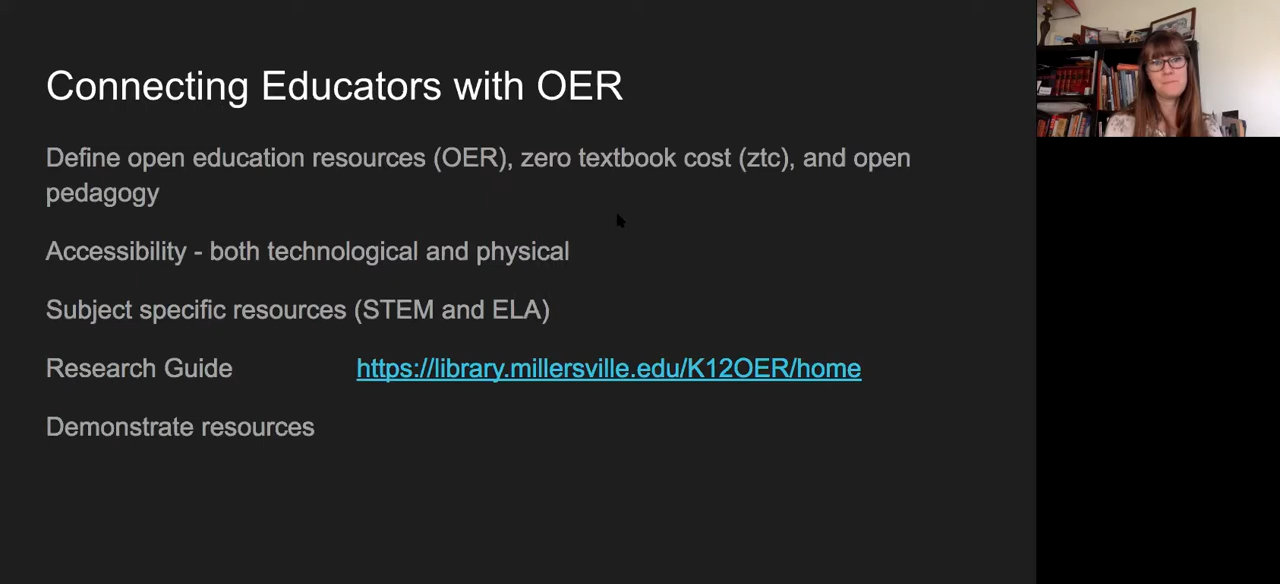 Connecting Educators with OER
Define open education resources (OER), zero textbook cost (ztc), and open
pedagogy
Accessibility - both technological and physical
Subject specific resources (STEM and ELA)
Research Guide https://library.millersville.edu/K12OER/home
Demonstrate resources